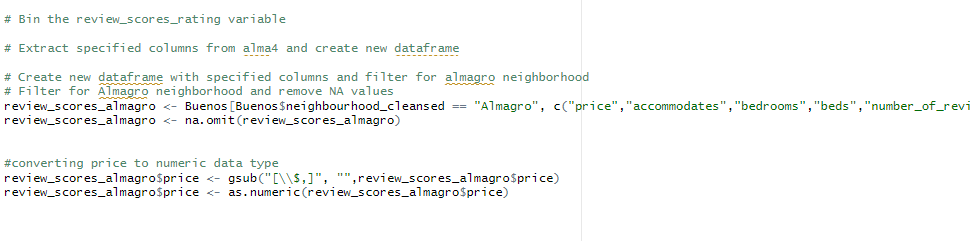 # Bin the review_scores_rating variable
# Extract specified columns from alma4 and create new dataframe
# Create new dataframe with specified columns and filter for almagro neighborhood
# Filter for Almagro neighborhood and remove NA values
review_scores_almagro <- Buenos[Buenos$neighbourhood_cleansed == "Almagro", c("price","accommodates","bedrooms","beds","number_of_revi
review_scores_almagro <- na.omit(review_scores_almagro)
#converting price to numeric data type
review_scores_almagro$price <- gsub("[\\$,]", "",review_scores_almagro$price)
review_scores_almagro$price <- as.numeric(review_scores_almagro$price)